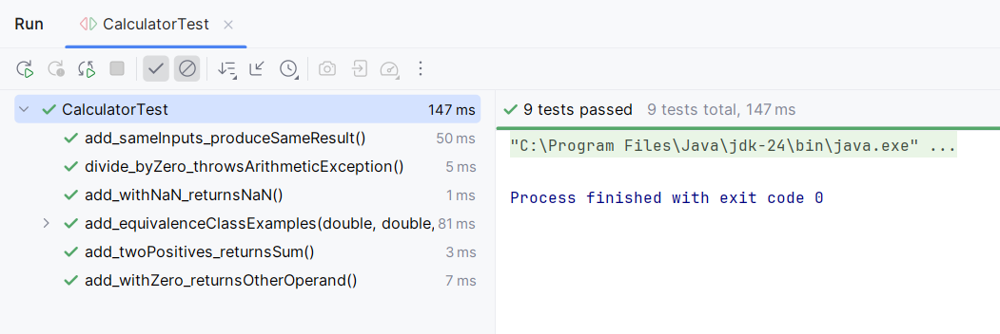 Run CalculatorTest
CalculatorTest 147 ms
add_sameInputs_produceSameResult() 50 ms
divide_byZero_throwsArithmeticException() 5 ms
add_withNaN_returnsNaN() 1 ms
add_equivalenceClassExamples(double, double, 81 ms
add_twoPositives_returnsSum() 3 ms
add_withZero_returnsOtherOperand() 7 ms
9 tests passed 9 tests total, 147 ms
"C:\Program Files\Java\jdk-24\bin\java.exe" ...
Process finished with exit code 0